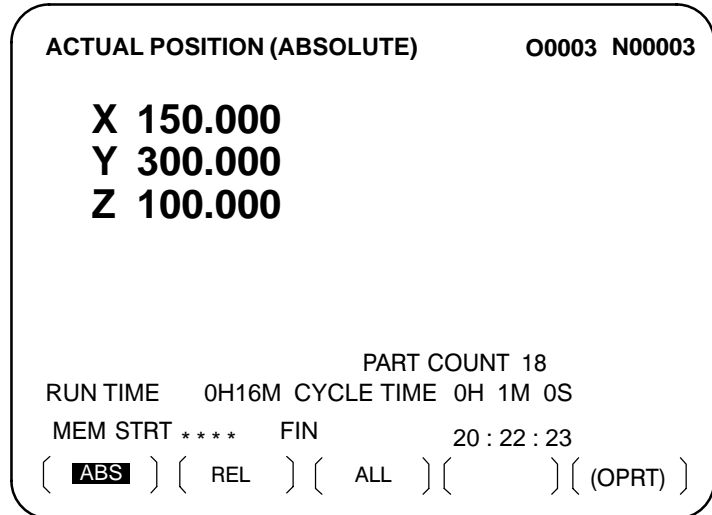 ACTUAL POSITION (ABSOLUTE) O0003 N00003
X 150.000
Y 300.000
Z 100.000
PART COUNT 18
RUN TIME 0H16M CYCLE TIME 0H 1M 0S
MEM STRT * * * * FIN 20 : 22 : 23
[ ABS ] [ REL ] [ ALL ] [ ] [ (OPRT) ]